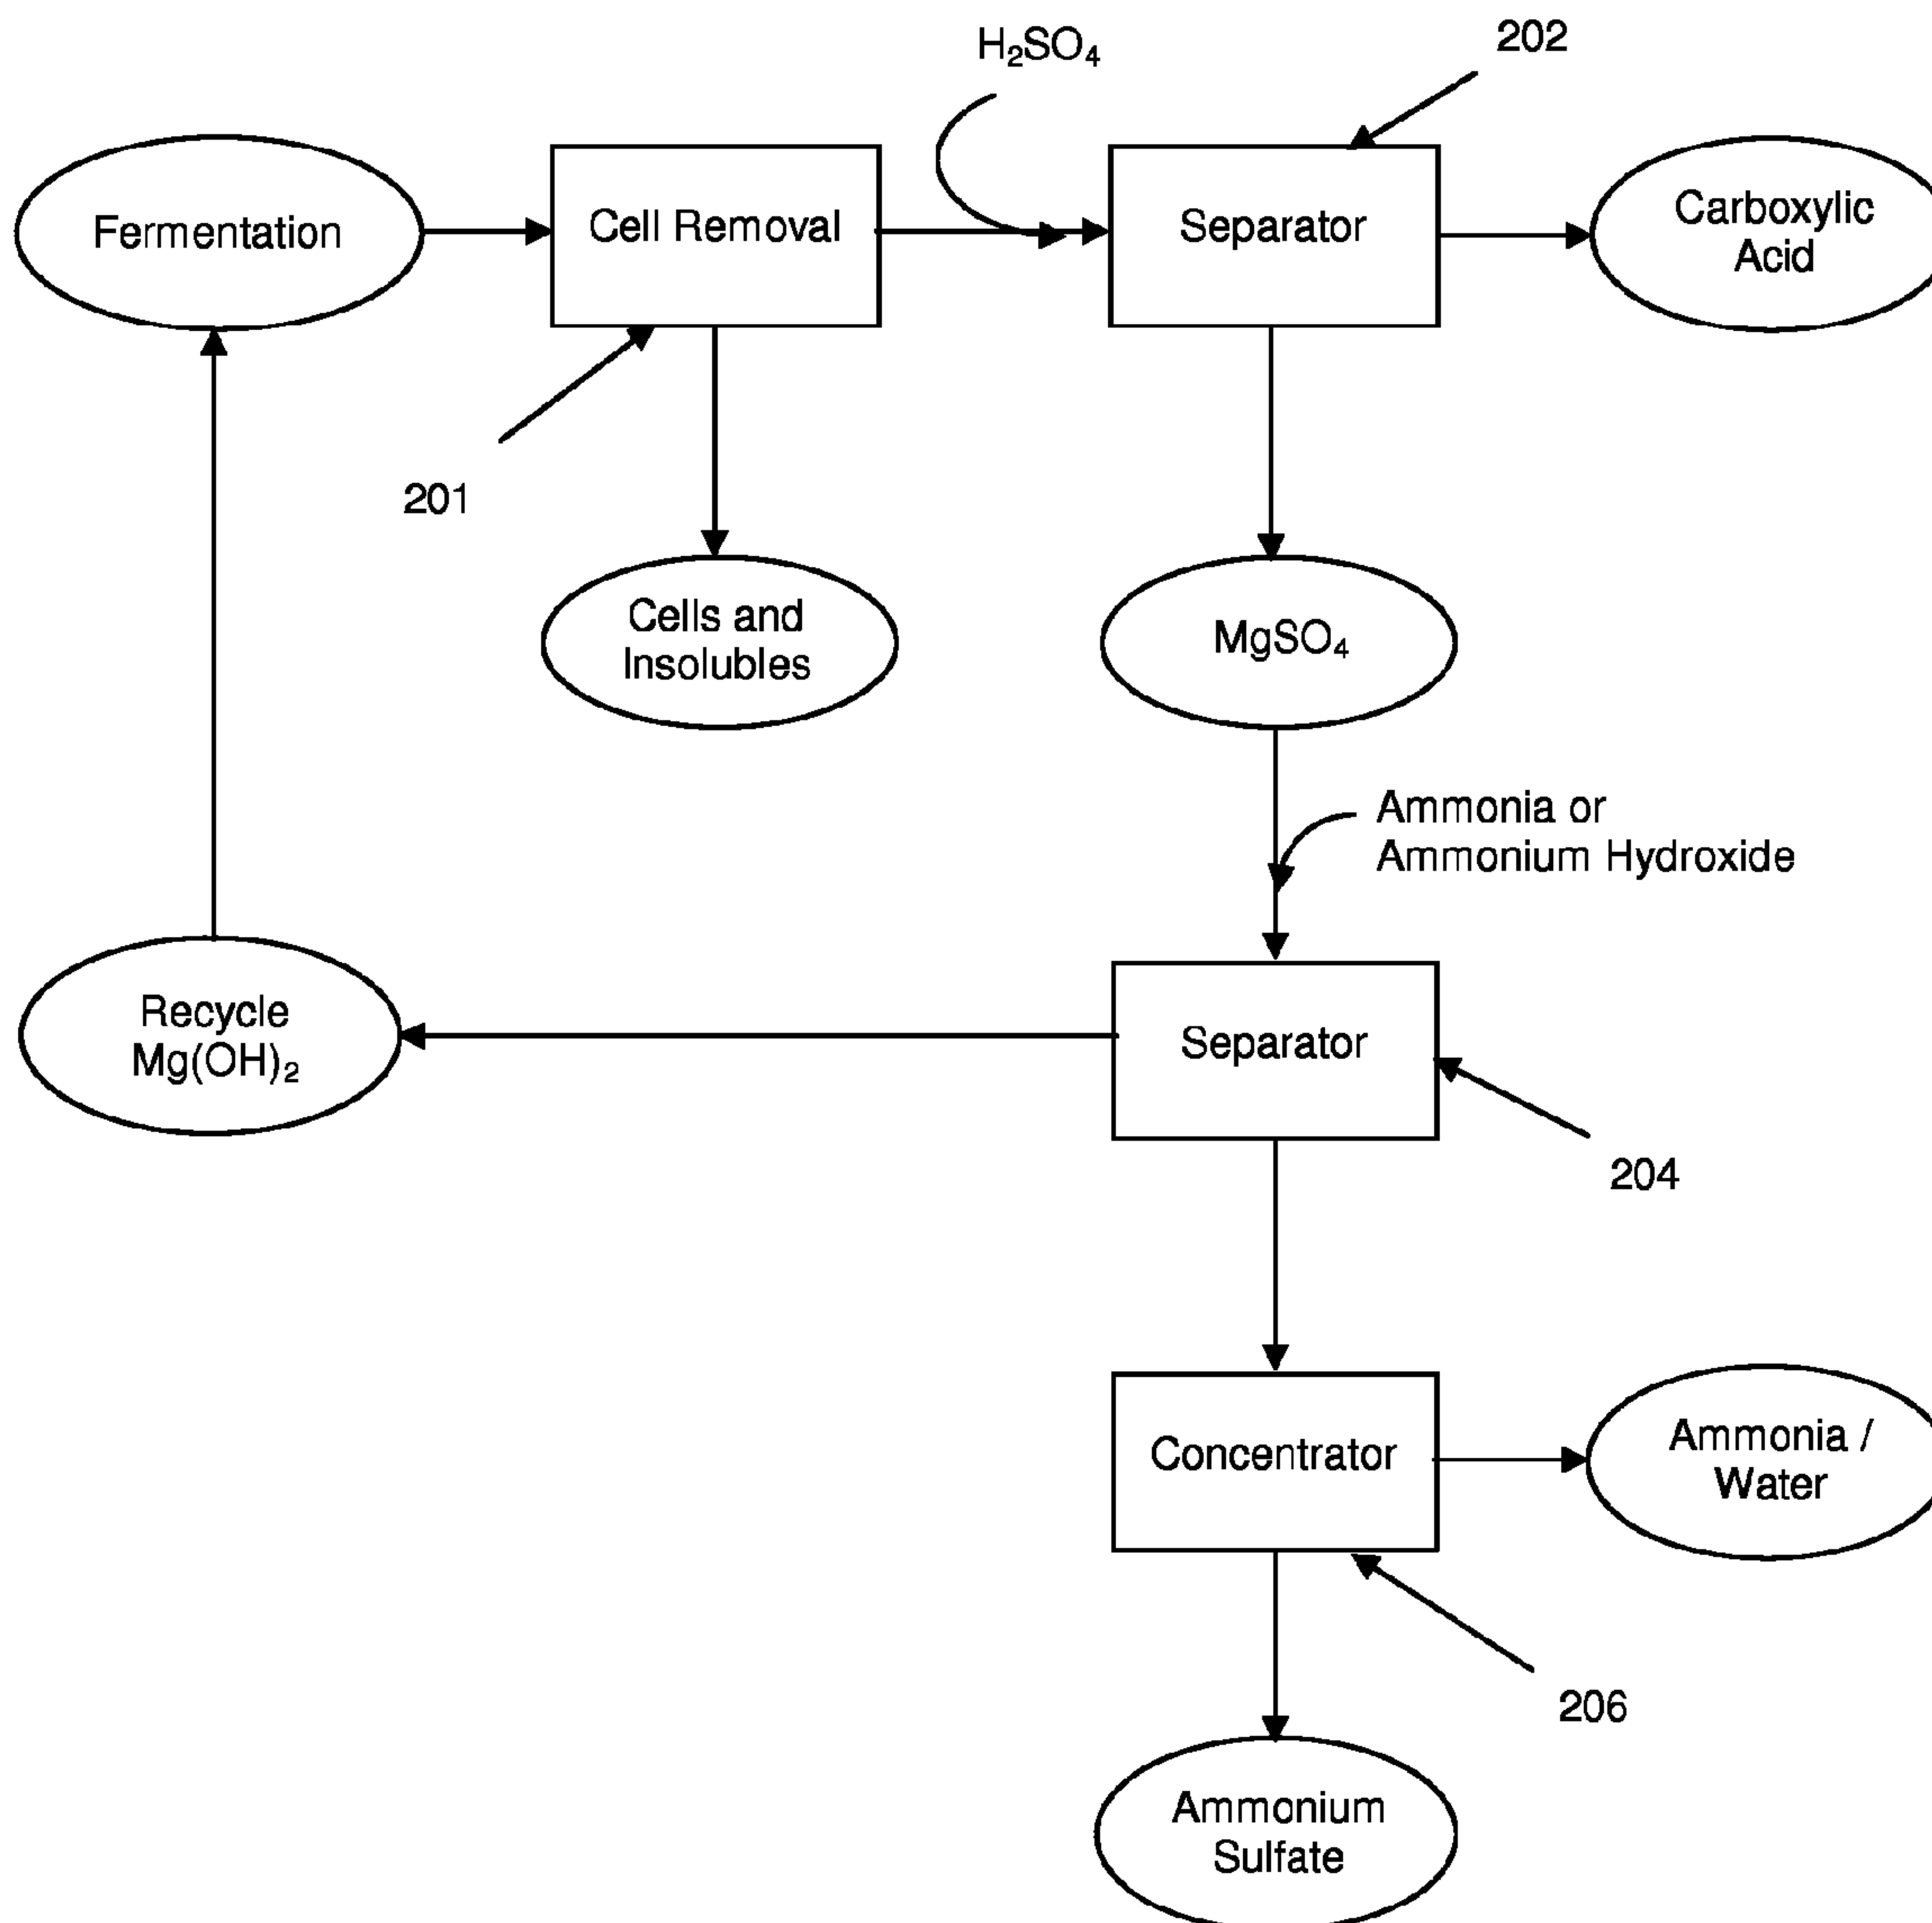 H₂SO₄
202
Fermentation
Cell Removal
Separator
Carboxylic
Acid
201
Cells and
Insolubles
MgSO₄
Ammonia or
Ammonium Hydroxide
Recycle
Mg(OH)₂
Separator
204
Concentrator
Ammonia /
Water
206
Ammonium
Sulfate